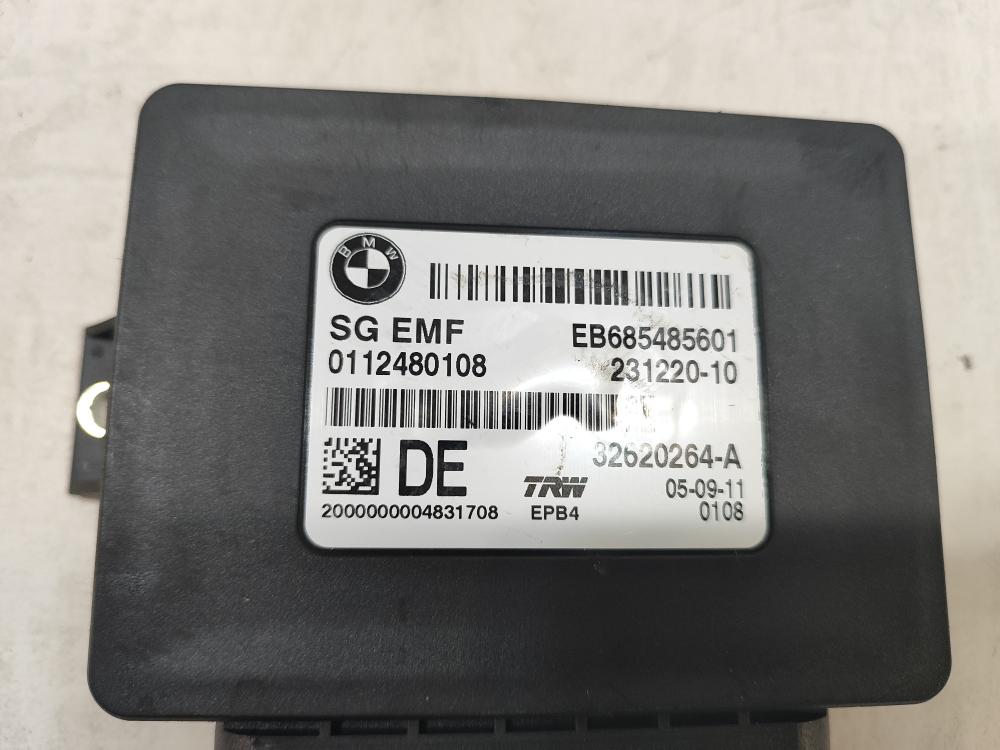 BMW
SG EMF EB685485601
0112480108 231220-10
DE 32620264-A
TRW 05-09-11
2000000004831708 EPB4 0108